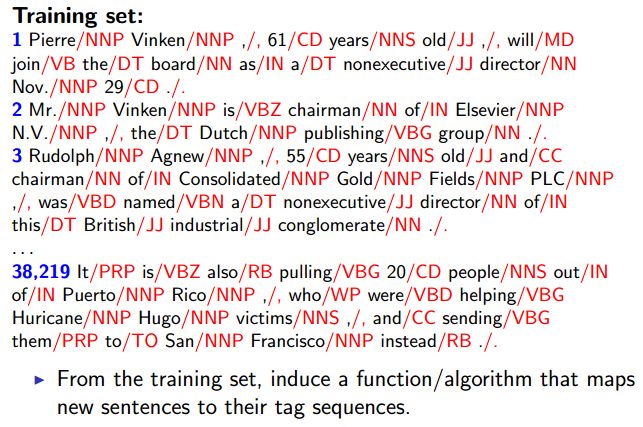 Training set:
1 Pierre/NNP Vinken/NNP ,/, 61/CD years/NNS old/JJ ,/, will/MD
join/VB the/DT board/NN as/IN a/DT nonexecutive/JJ director/NN
Nov./NNP 29/CD ./.
2 Mr./NNP Vinken/NNP is/VBZ chairman/NN of/IN Elsevier/NNP
N.V./NNP ,/, the/DT Dutch/NNP publishing/VBG group/NN ./.
3 Rudolph/NNP Agnew/NNP ,/, 55/CD years/NNS old/JJ and/CC
chairman/NN of/IN Consolidated/NNP Gold/NNP Fields/NNP PLC/NNP
,/, was/VBD named/VBN a/DT nonexecutive/JJ director/NN of/IN
this/DT British/JJ industrial/JJ conglomerate/NN ./.
...
38,219 It/PRP is/VBZ also/RB pulling/VBG 20/CD people/NNS out/IN
of/IN Puerto/NNP Rico/NNP ,/, who/WP were/VBD helping/VBG
Huricane/NNP Hugo/NNP victims/NNS ,/, and/CC sending/VBG
them/PRP to/TO San/NNP Francisco/NNP instead/RB ./.
▶ From the training set, induce a function/algorithm that maps
new sentences to their tag sequences.